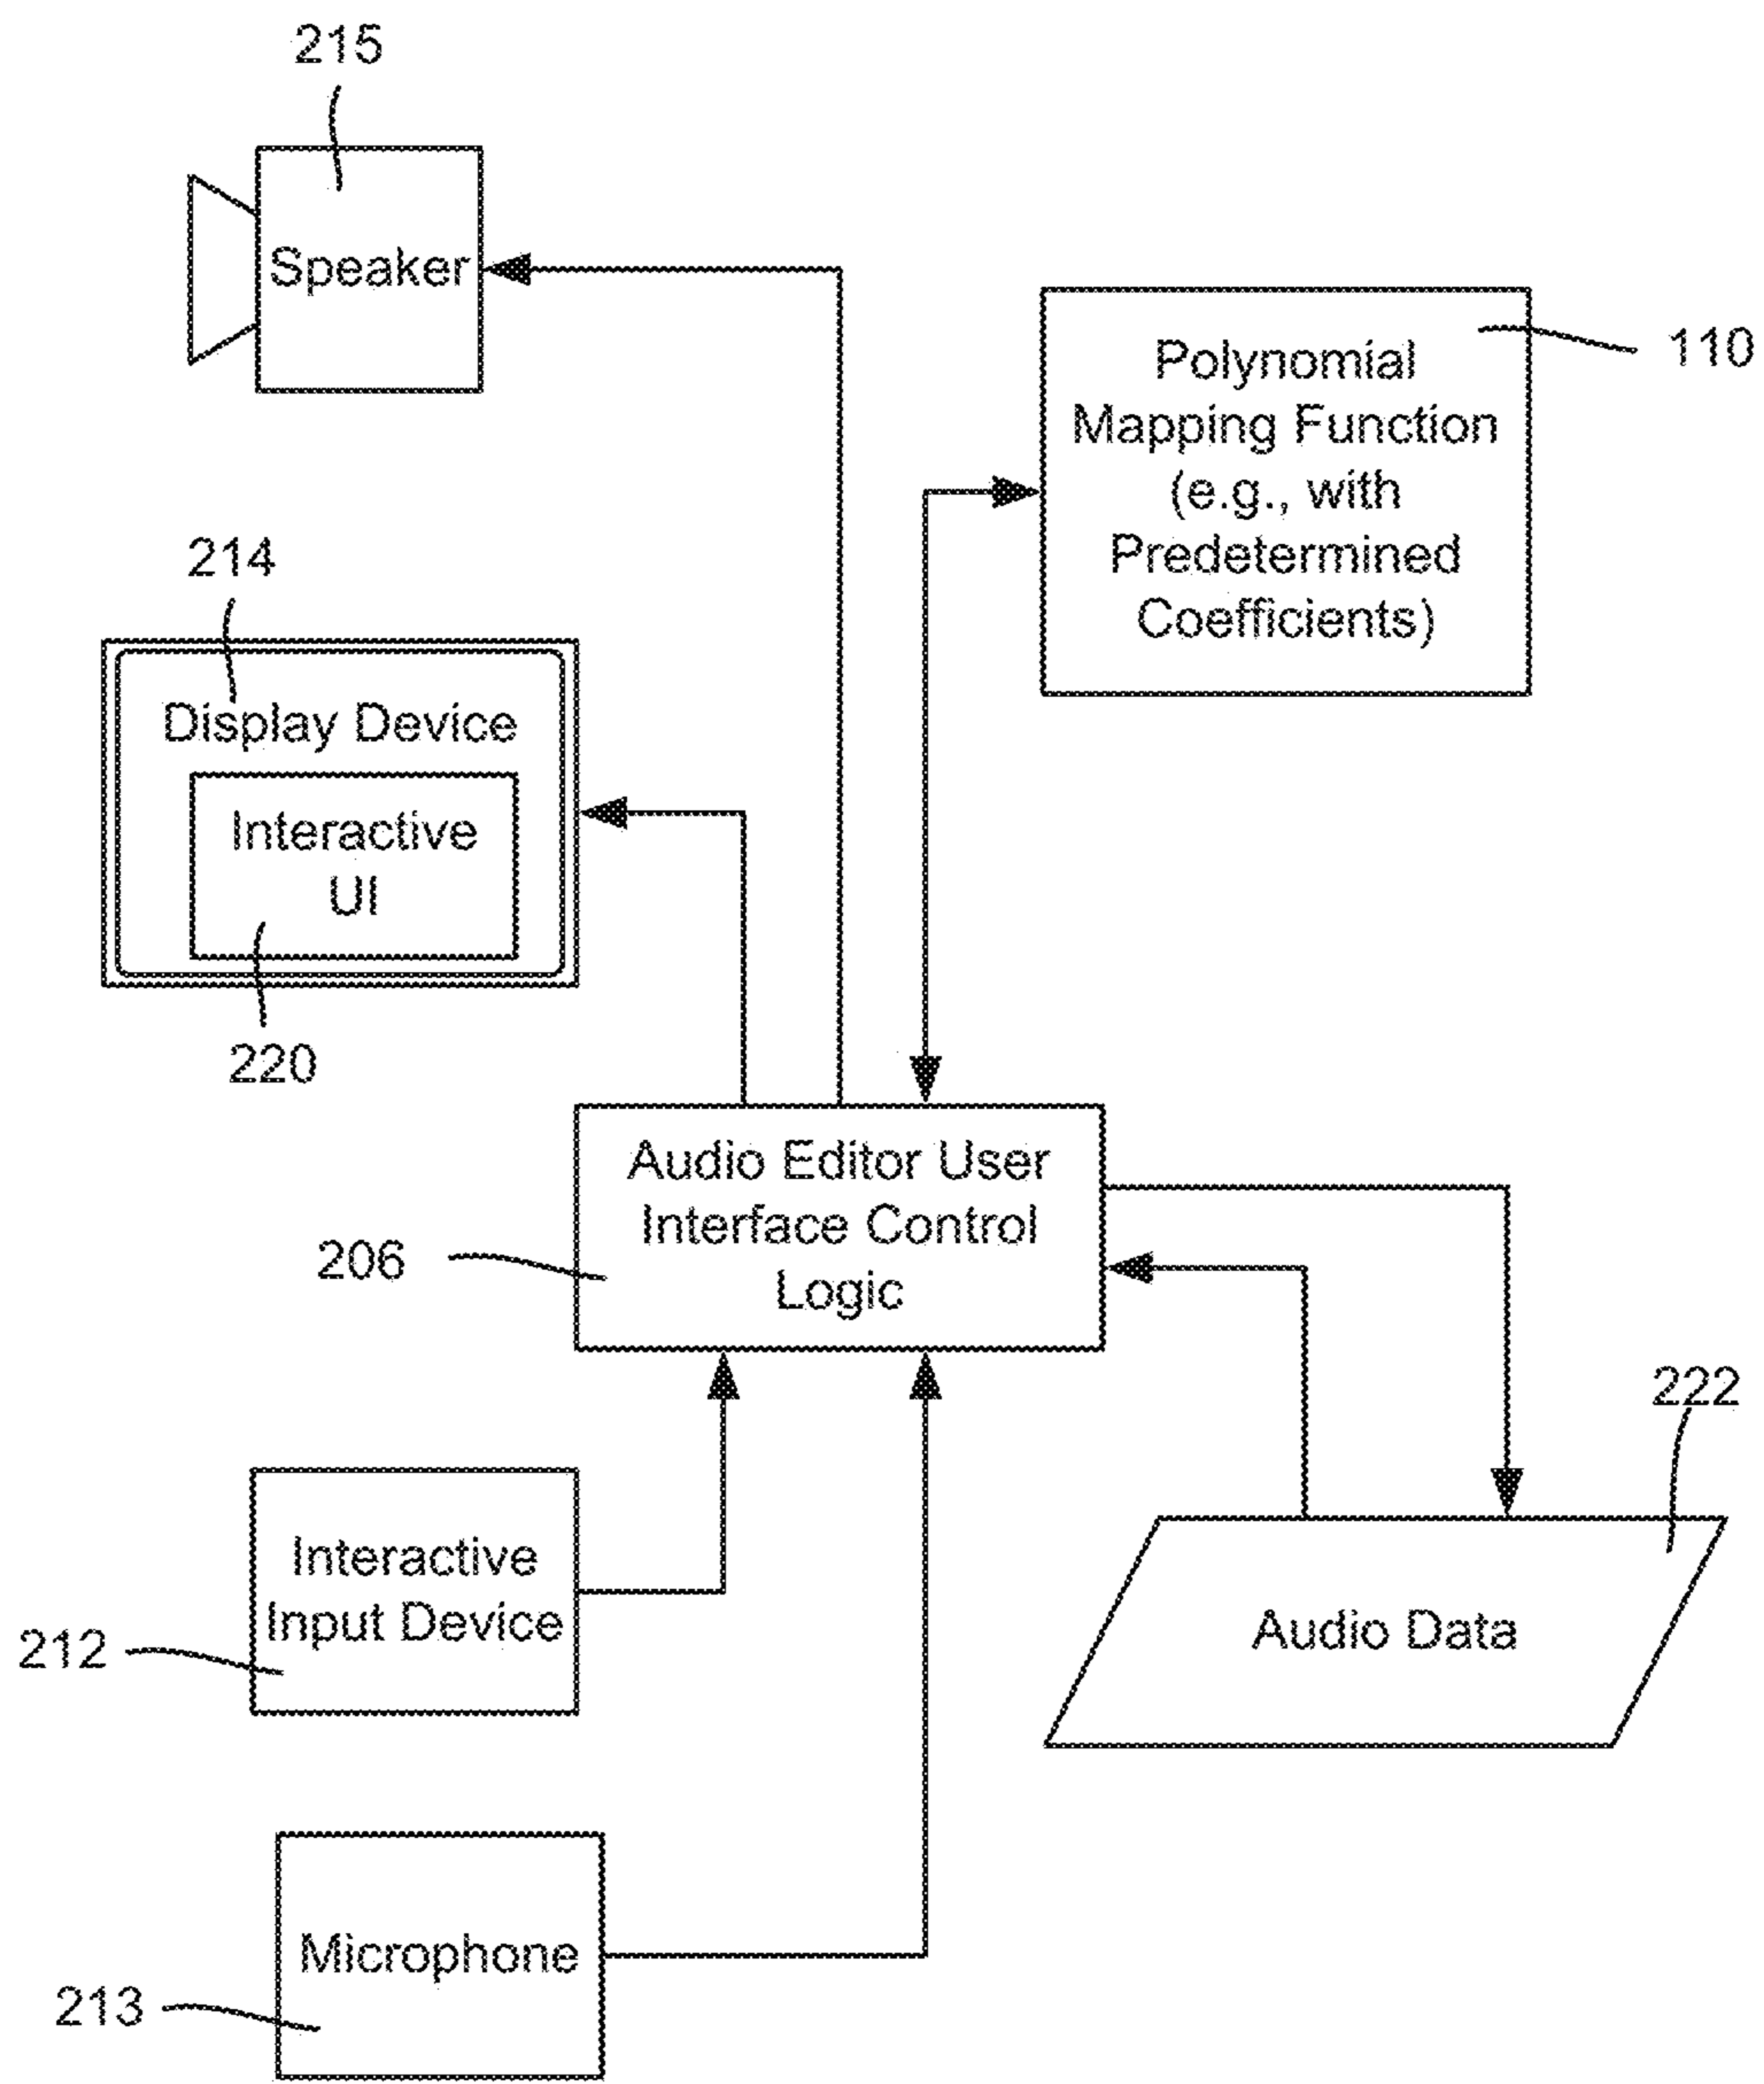 215
Speaker
110
Polynomial
Mapping Function
(e.g., with
Predetermined
Coefficients)
214
Display Device
Interactive
UI
220
Audio Editor User
Interface Control
Logic
206
222
Interactive
Input Device
212
Audio Data
Microphone
213